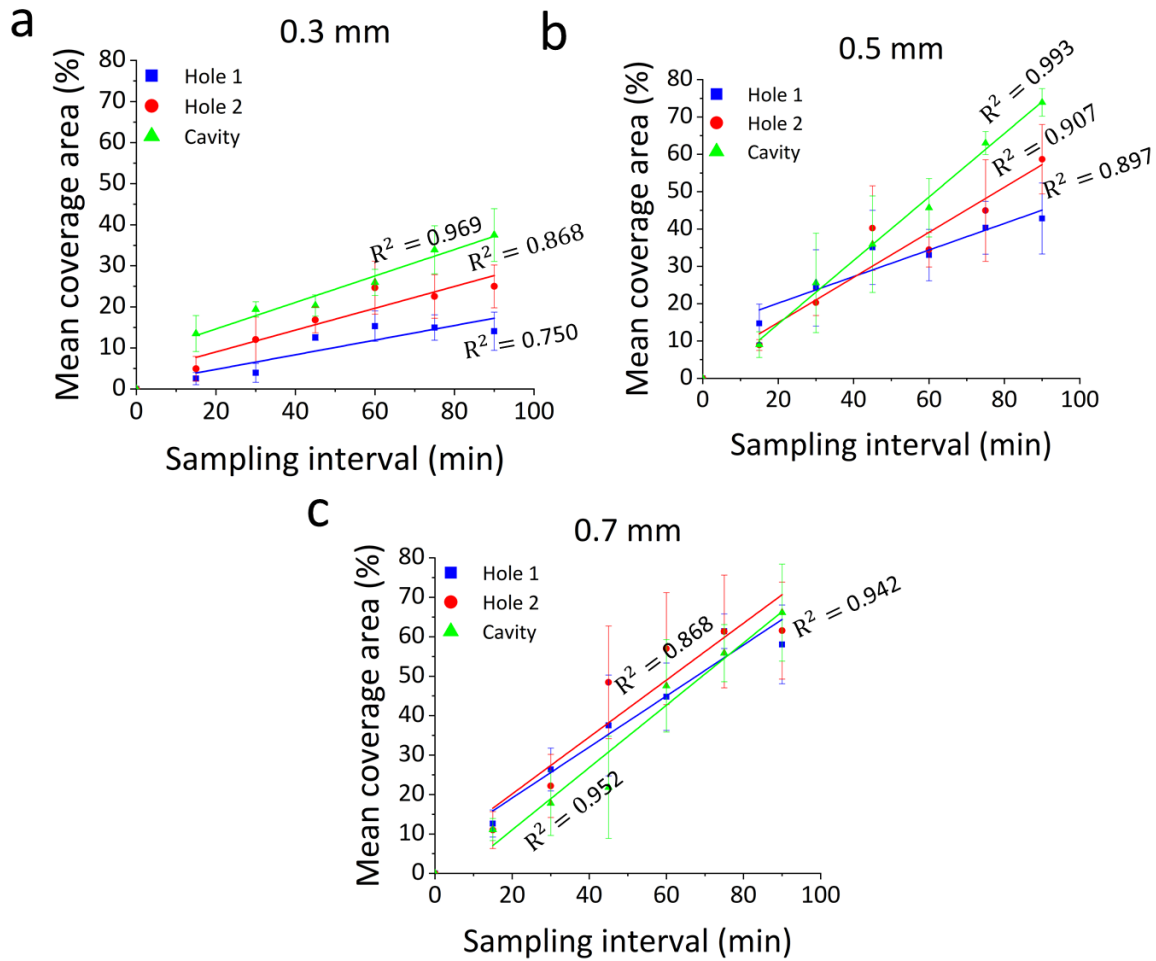 a
0.3 mm
Mean coverage area (%)
80
70
60
50
40
30
20
10
0
Hole 1
Hole 2
Cavity
R² = 0.969
R² = 0.868
R² = 0.750
0 20 40 60 80 100
Sampling interval (min)
b
0.5 mm
Mean coverage area (%)
80
70
60
50
40
30
20
10
0
Hole 1
Hole 2
Cavity
R² = 0.993
R² = 0.907
R² = 0.897
0 20 40 60 80 100
Sampling interval (min)
c
0.7 mm
Mean coverage area (%)
80
70
60
50
40
30
20
10
0
Hole 1
Hole 2
Cavity
R² = 0.868
R² = 0.942
R² = 0.952
0 20 40 60 80 100
Sampling interval (min)